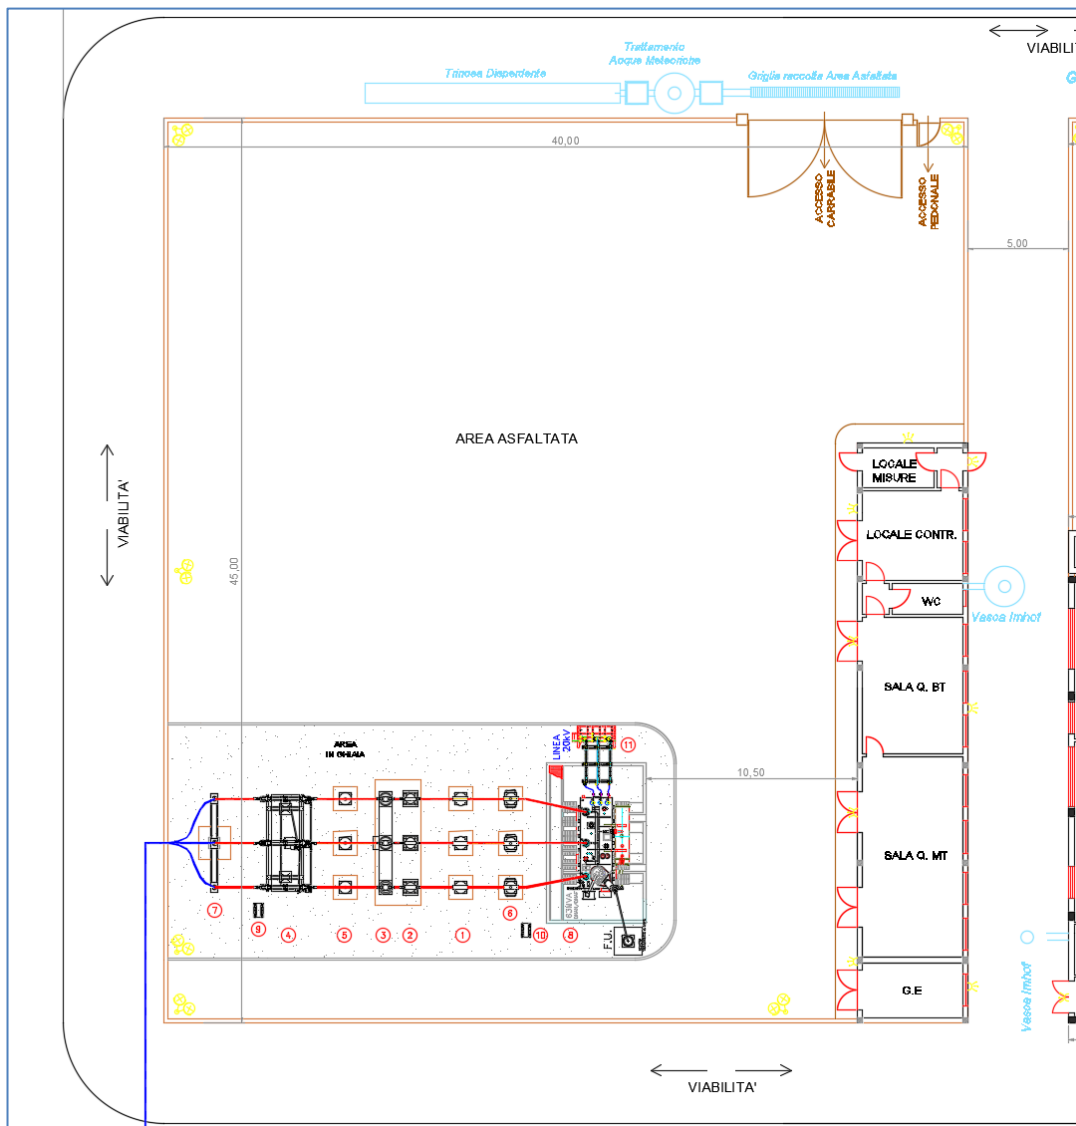 VIABILIT
Trattamento
Acque Meteoriche
Trincea Disperdente
Griglia raccolta Area Asfaltata
G
40,00
ACCESSO
CARRABILE
ACCESSO
PEDONALE
5,00
AREA ASFALTATA
VIABILITA'
45,00
LOCALE
MISURE
LOCALE CONTR.
WC
Vasca Imhof
SALA Q. BT
AREA
IN GHIAIA
LINEA
20kV
11
10,50
SALA Q. MT
63MVA
7
9
4
5
3
2
1
6
10
8
F.U.
G.E
Vasca Imhof
VIABILITA'